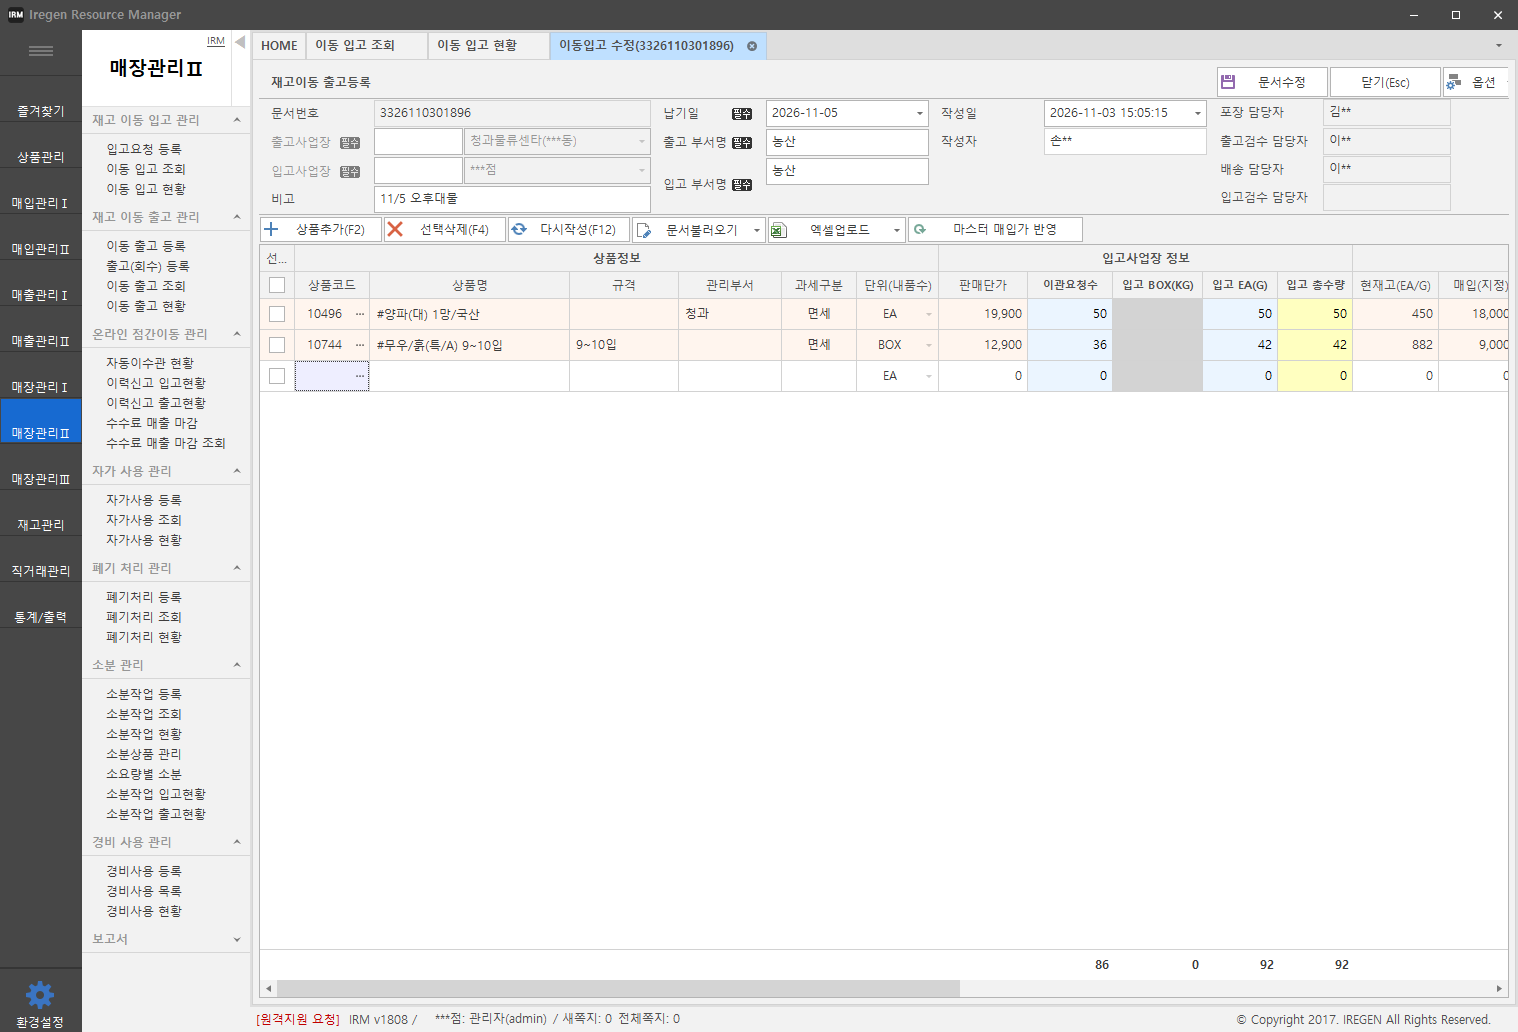 IRM Iregen Resource Manager
즐겨찾기
상품관리
매입관리 I
매입관리 II
매출관리 I
매출관리 II
매장관리 I
매장관리 II
매장관리 III
재고관리
직거래관리
통계/출력
환경설정
IRM
매장관리 II
재고 이동 입고 관리
입고요청 등록
이동 입고 조회
이동 입고 현황
재고 이동 출고 관리
이동 출고 등록
출고(회수) 등록
이동 출고 조회
이동 출고 현황
온라인 점간이동 관리
자동이수관 현황
이력신고 입고현황
이력신고 출고현황
수수료 매출 마감
수수료 매출 마감 조회
자가 사용 관리
자가사용 등록
자가사용 조회
자가사용 현황
폐기 처리 관리
폐기처리 등록
폐기처리 조회
폐기처리 현황
소분 관리
소분작업 등록
소분작업 조회
소분작업 현황
소분상품 관리
소요량별 소분
소분작업 입고현황
소분작업 출고현황
경비 사용 관리
경비사용 등록
경비사용 목록
경비사용 현황
보고서
HOME 이동 입고 조회 이동 입고 현황 이동입고 수정(3326110301896)
재고이동 출고등록 문서수정 닫기(Esc) 옵션
문서번호 3326110301896 납기일 필수 2026-11-05 작성일 2026-11-03 15:05:15 포장 담당자 김**
출고사업장 필수 청과물류센타(***동) 출고 부서명 필수 농산 작성자 손** 출고검수 담당자 이**
입고사업장 필수 ***점 입고 부서명 필수 농산 배송 담당자 이**
비고 11/5 오후대물 입고검수 담당자
상품추가(F2) 선택삭제(F4) 다시작성(F12) 문서불러오기 엑셀업로드 마스터 매입가 반영
선... 상품정보 입고사업장 정보
상품코드 상품명 규격 관리부서 과세구분 단위(내품수) 판매단가 이관요청수 입고 BOX(KG) 입고 EA(G) 입고 총수량 현재고(EA/G) 매입(지정)
10496 ... #양파(대) 1망/국산 청과 면세 EA 19,900 50 50 50 450 18,000
10744 ... #무우/흙(특/A) 9~10입 9~10입 면세 BOX 12,900 36 42 42 882 9,000
... EA 0 0 0 0 0 0
86 0 92 92
[원격지원 요청] IRM v1808 / ***점: 관리자(admin) / 새쪽지: 0 전체쪽지: 0 © Copyright 2017. IREGEN All Rights Reserved.